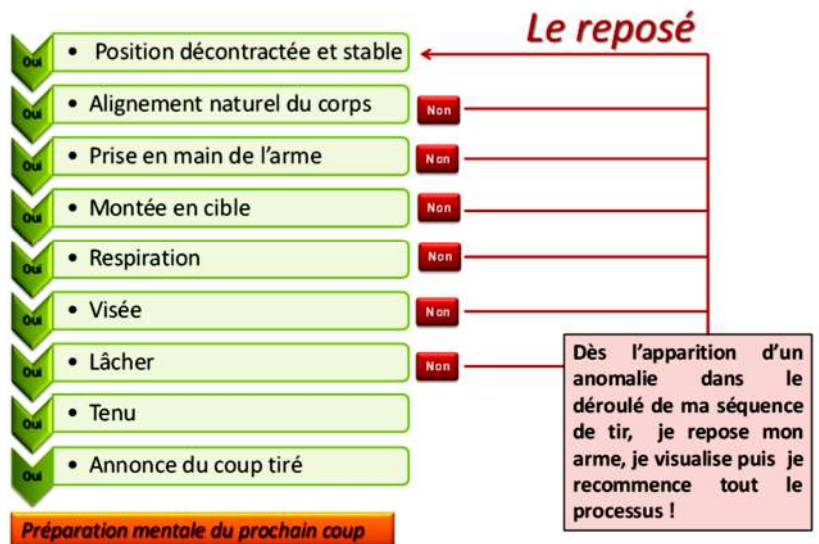 Le reposé
Oui • Position décontractée et stable
Oui • Alignement naturel du corps Non
Oui • Prise en main de l'arme Non
Oui • Montée en cible Non
Oui • Respiration Non
Oui • Visée Non
Oui • Lâcher Non
Oui • Tenu
Oui • Annonce du coup tiré
Préparation mentale du prochain coup
Dès l'apparition d'un
anomalie dans le
déroulé de ma séquence
de tir, je repose mon
arme, je visualise puis je
recommence tout le
processus !